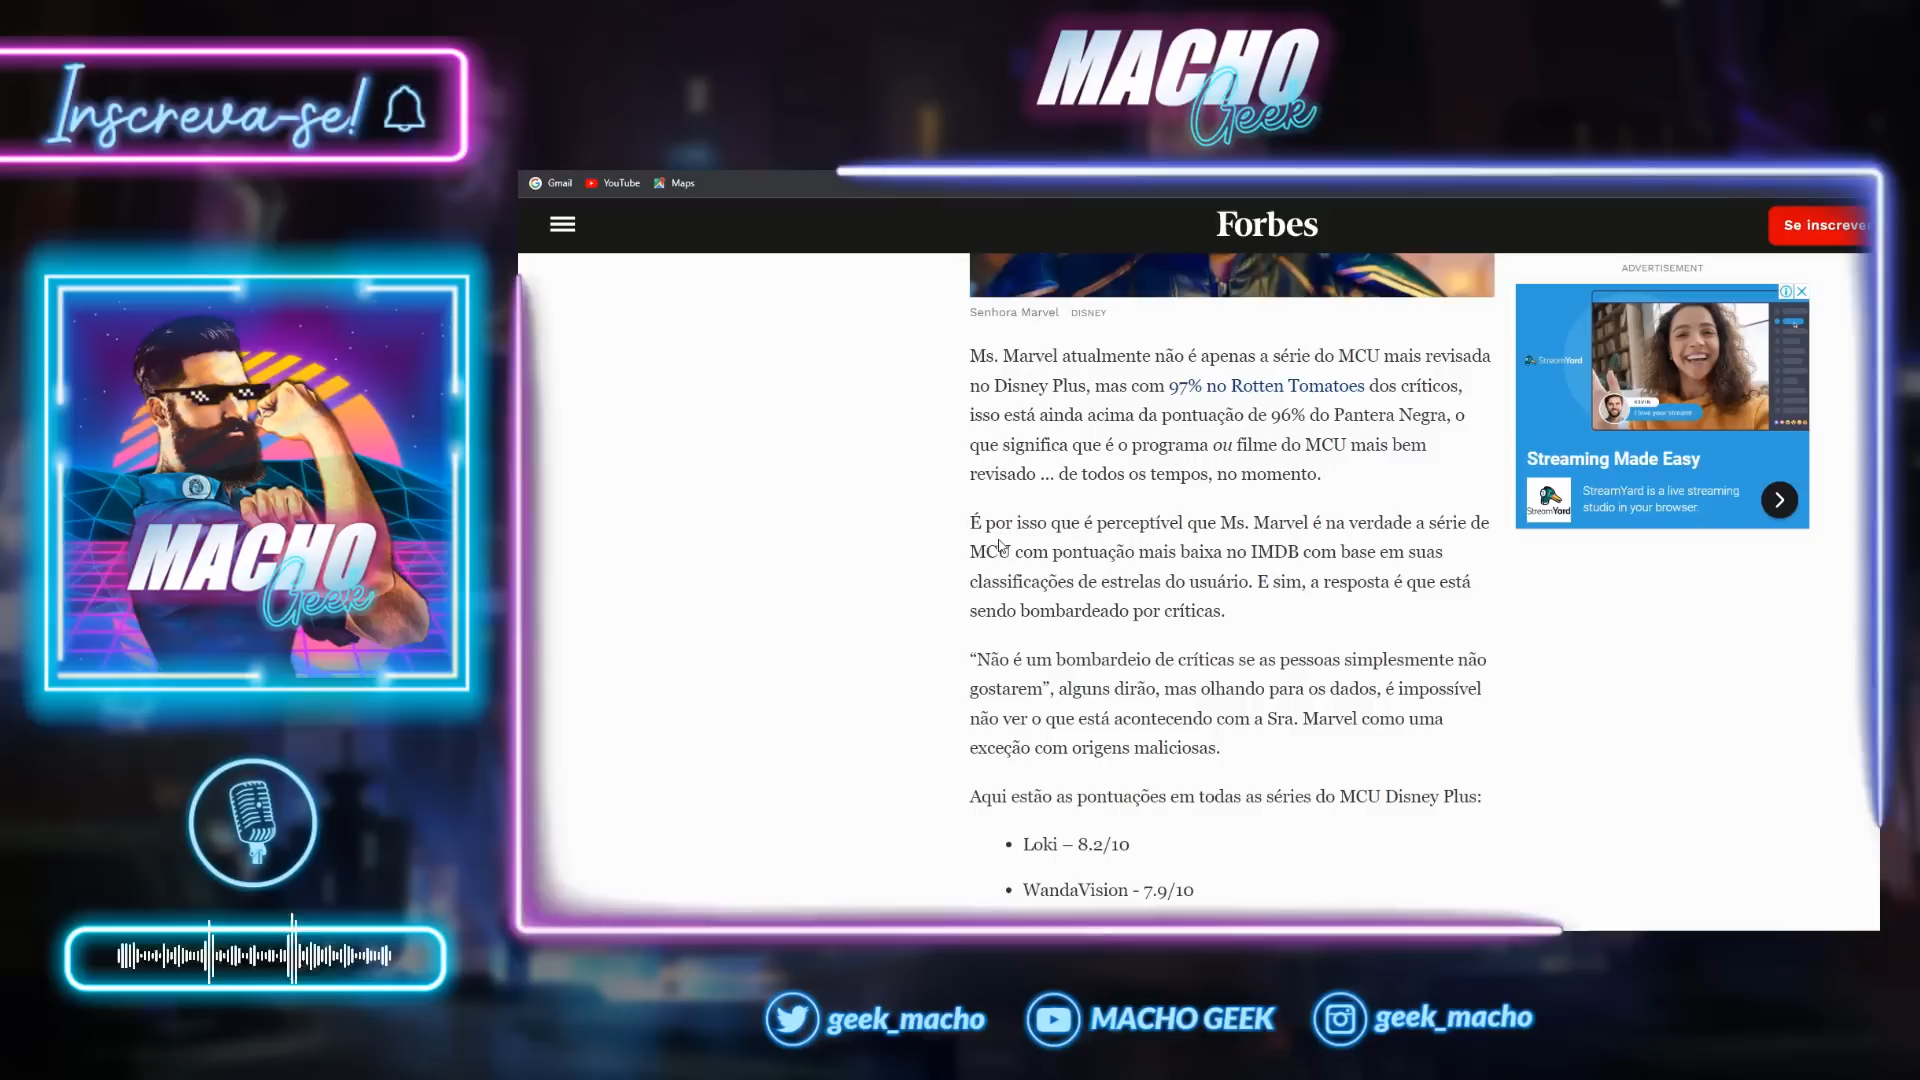 Inscreva-se!
MACHO
Geek
Gmail
YouTube
Maps
Forbes
Se inscrever
ADVERTISEMENT
Senhora Marvel DISNEY
Ms. Marvel atualmente não é apenas a série do MCU mais revisada
no Disney Plus, mas com 97% no Rotten Tomatoes dos críticos,
isso está ainda acima da pontuação de 96% do Pantera Negra, o
que significa que é o programa ou filme do MCU mais bem
revisado ... de todos os tempos, no momento.
É por isso que é perceptível que Ms. Marvel é na verdade a série de
MCU com pontuação mais baixa no IMDB com base em suas
classificações de estrelas do usuário. E sim, a resposta é que está
sendo bombardeado por críticas.
“Não é um bombardeio de críticas se as pessoas simplesmente não
gostarem”, alguns dirão, mas olhando para os dados, é impossível
não ver o que está acontecendo com a Sra. Marvel como uma
exceção com origens maliciosas.
Aqui estão as pontuações em todas as séries do MCU Disney Plus:
• Loki – 8.2/10
• WandaVision - 7.9/10
StreamYard
KEVIN
I love your stream!
Streaming Made Easy
StreamYard
StreamYard is a live streaming
studio in your browser.
MACHO
Geek
geek_macho
MACHO GEEK
geek_macho